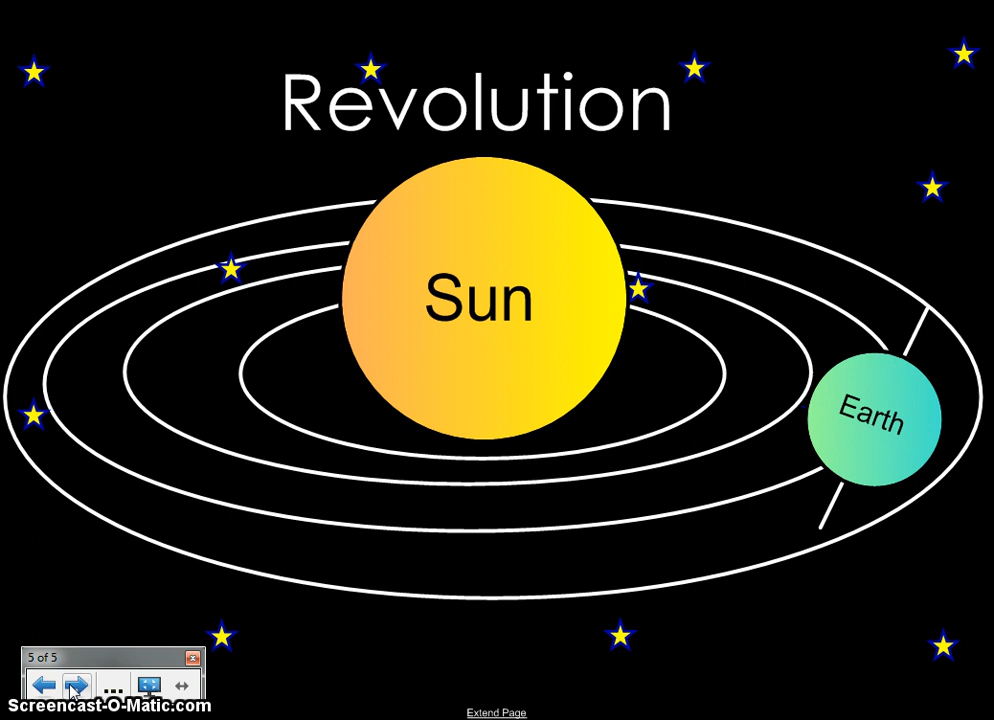 Revolution
Sun
Earth
5 of 5
...
Screencast-O-Matic.com
Extend Page